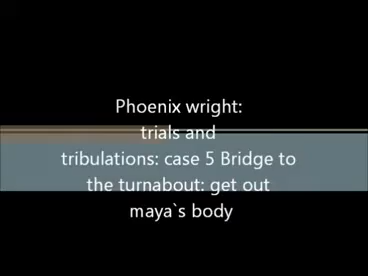 Phoenix wright:
trials and
tribulations: case 5 Bridge to
the turnabout: get out
maya`s body